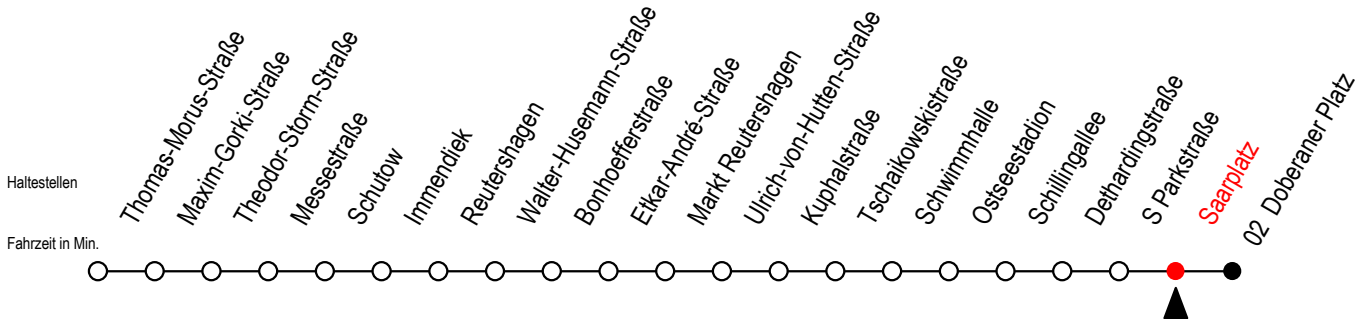 Haltestellen
Fahrzeit in Min.
Thomas-Morus-Straße
Maxim-Gorki-Straße
Theodor-Storm-Straße
Messestraße
Schutow
Immendiek
Reutershagen
Walter-Husemann-Straße
Bonhoefferstraße
Etkar-André-Straße
Markt Reutershagen
Ulrich-von-Hutten-Straße
Kuphalstraße
Tschaikowskistraße
Schwimmhalle
Ostseestadion
Schillingallee
Dethardingstraße
S Parkstraße
Saarplatz
02 Doberaner Platz